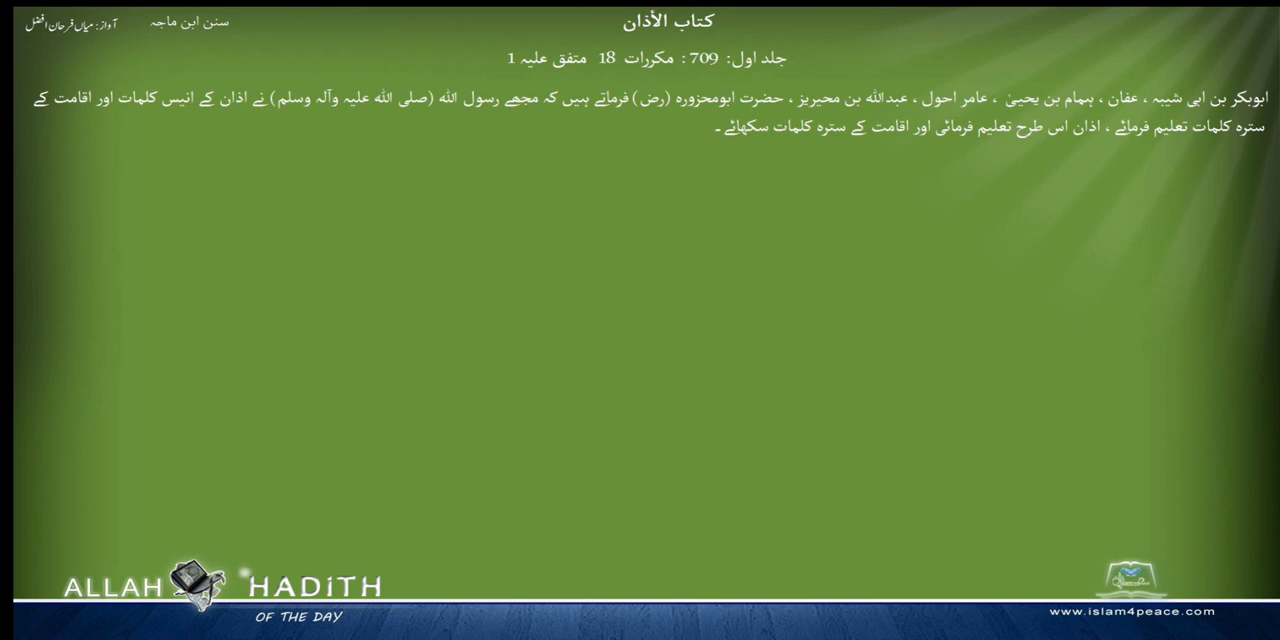 كتاب الأذان
سنن ابن ماجہ
آواز: میاں فرحان افضل
جلد اول: 709 : مکررات 18 متفق علیہ 1
ابوبکر بن ابی شیبہ ، عفان ، ہمام بن یحییٰ ، عامر احول ، عبداللہ بن محیریز ، حضرت ابومحزورہ (رض) فرماتے ہیں کہ مجھے رسول اللہ (صلی اللہ علیہ وآلہ وسلم) نے اذان کے انیس کلمات اور اقامت کے
سترہ کلمات تعلیم فرمائے ، اذان اس طرح تعلیم فرمائی اور اقامت کے سترہ کلمات سکھائے ۔
ALLAH HADITH
OF THE DAY
www.islam4peace.com